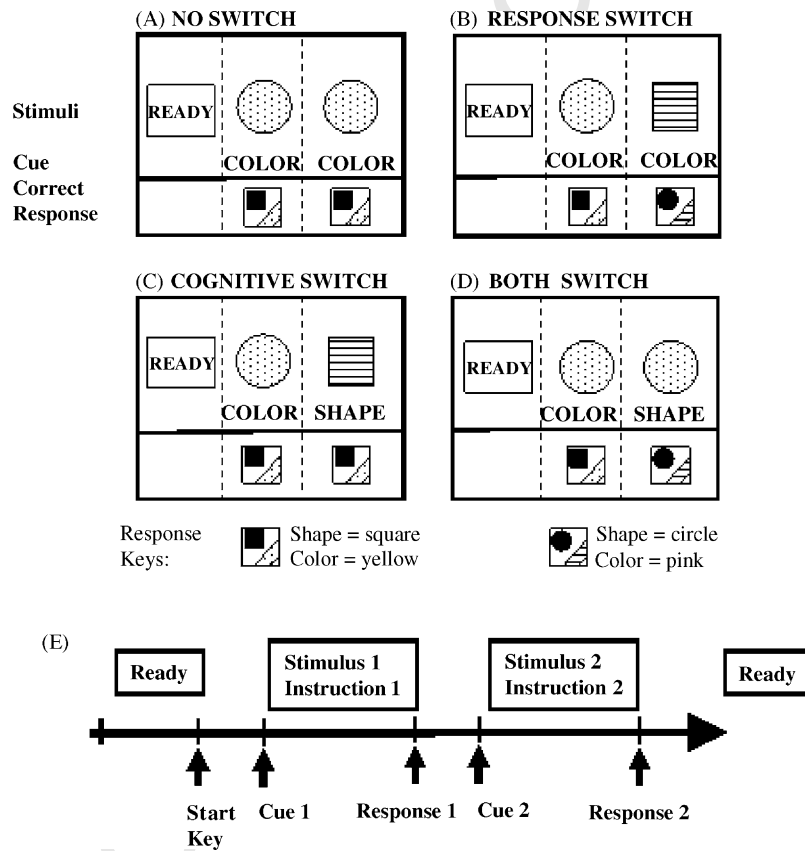 (A) NO SWITCH
(B) RESPONSE SWITCH
Stimuli
READY
READY
Cue
COLOR COLOR
COLOR COLOR
Correct
Response
(C) COGNITIVE SWITCH
(D) BOTH SWITCH
READY
READY
COLOR SHAPE
COLOR SHAPE
Response
Keys:
Shape = square
Color = yellow
Shape = circle
Color = pink
(E)
Ready
Stimulus 1
Instruction 1
Stimulus 2
Instruction 2
Ready
Start
Key
Cue 1
Response 1
Cue 2
Response 2